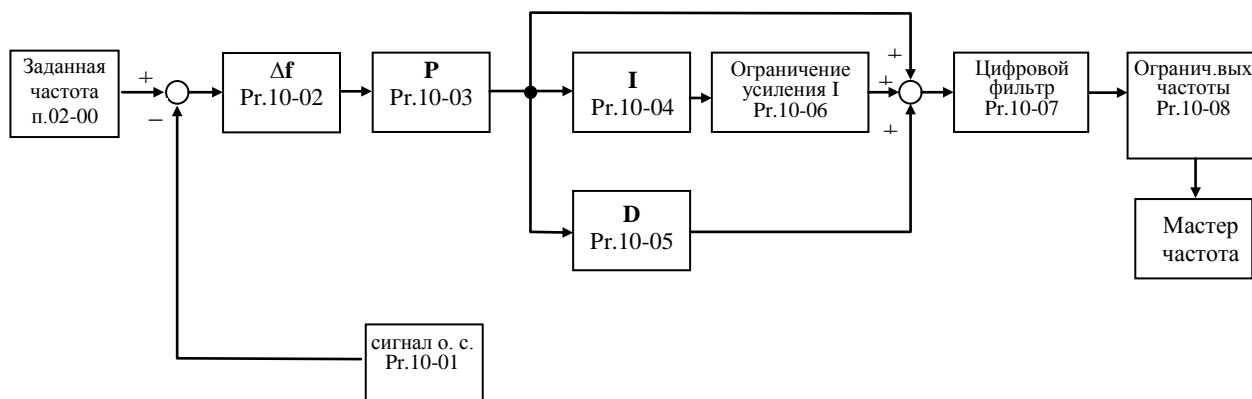 Заданная
частота
п.02-00
+
−
Δf
Pr.10-02
P
Pr.10-03
I
Pr.10-04
Ограничение
усиления I
Pr.10-06
D
Pr.10-05
+
+
+
Цифровой
фильтр
Pr.10-07
Огранич.вых
частоты
Pr.10-08
Мастер
частота
сигнал о. с.
Pr.10-01